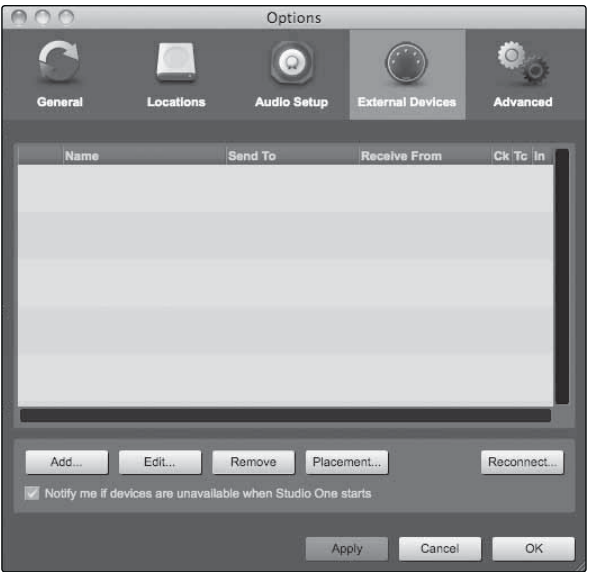 Options
General Locations Audio Setup External Devices Advanced
Name Send To Receive From Ck Tc In
Add... Edit... Remove Placement... Reconnect...
Notify me if devices are unavailable when Studio One starts
Apply Cancel OK